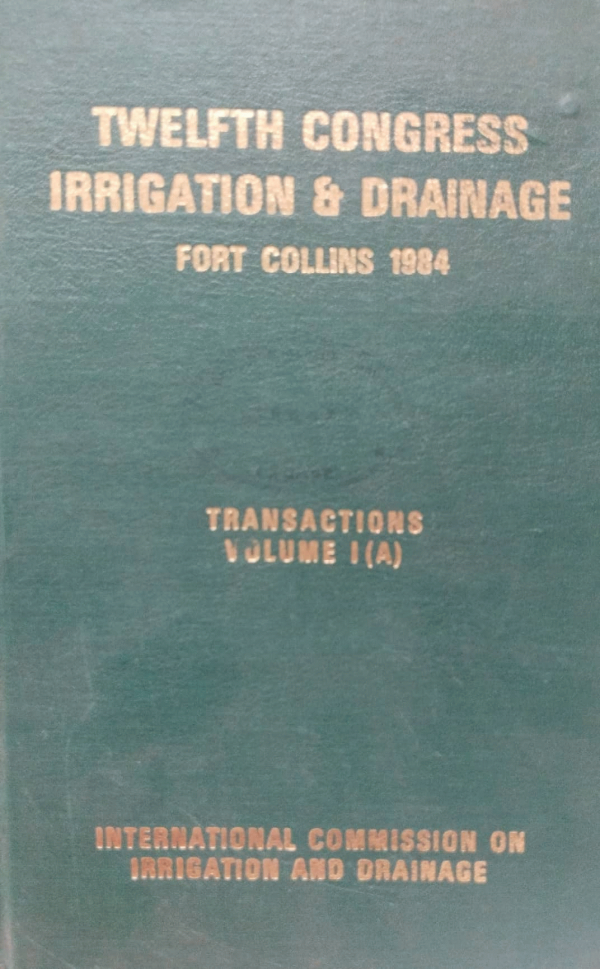 TWELFTH CONGRESS
IRRIGATION & DRAINAGE
FORT COLLINS 1984
TRANSACTIONS
VOLUME I (A)
INTERNATIONAL COMMISSION ON
IRRIGATION AND DRAINAGE